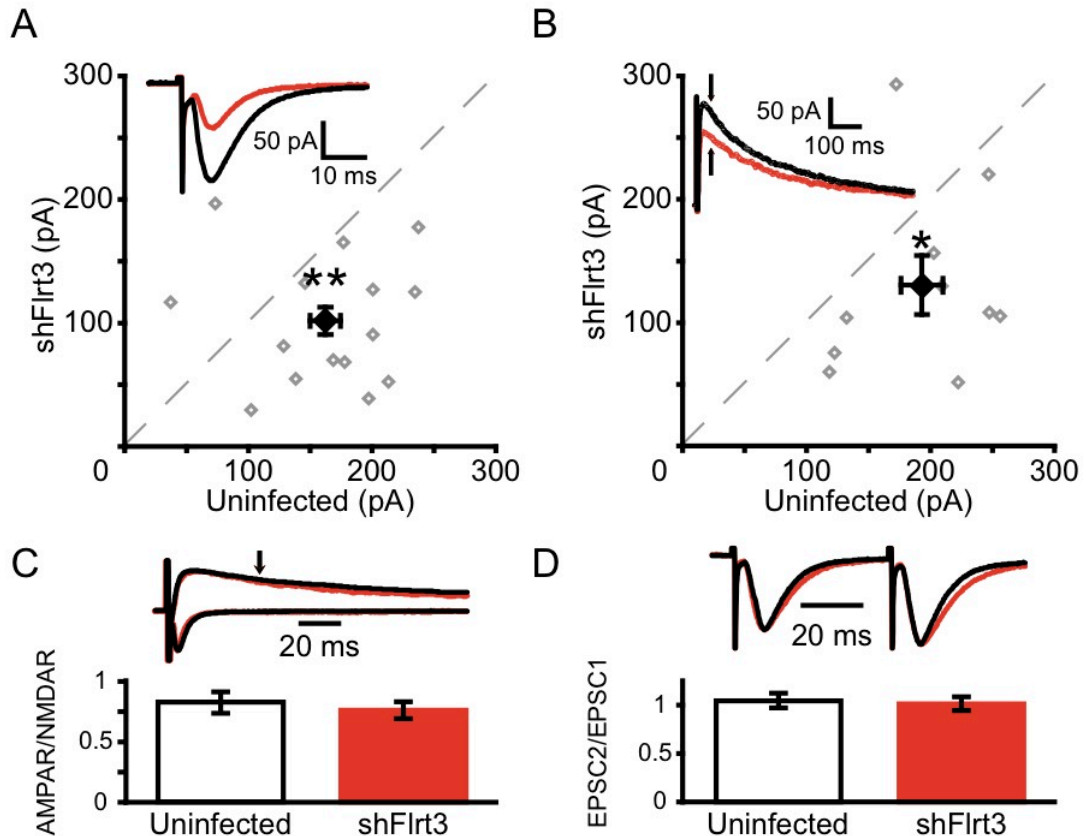 A
300
200
100
0
100
200
300
shFlrt3 (pA)
Uninfected (pA)
50 pA
10 ms
**
B
300
200
100
0
100
200
300
shFlrt3 (pA)
Uninfected (pA)
50 pA
100 ms
*
C
20 ms
AMPAR/NMDAR
1
0.5
0
Uninfected
shFlrt3
D
20 ms
EPSC2/EPSC1
1
0.5
0
Uninfected
shFlrt3